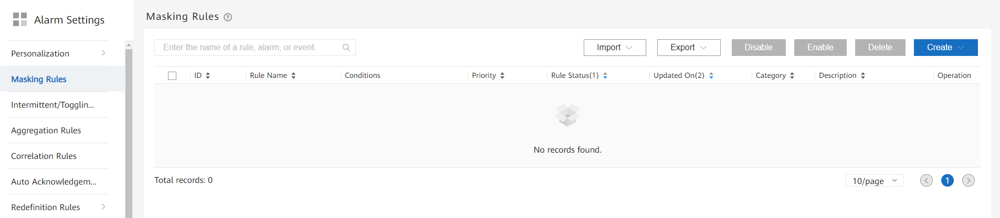 Alarm Settings
Personalization
Masking Rules
Intermittent/Togglin...
Aggregation Rules
Correlation Rules
Auto Acknowledgem...
Redefinition Rules
Masking Rules ?
Enter the name of a rule, alarm, or event.
Import Export Disable Enable Delete Create
ID Rule Name Conditions Priority Rule Status(1) Updated On(2) Category Description Operation
No records found.
Total records: 0
10/page 1